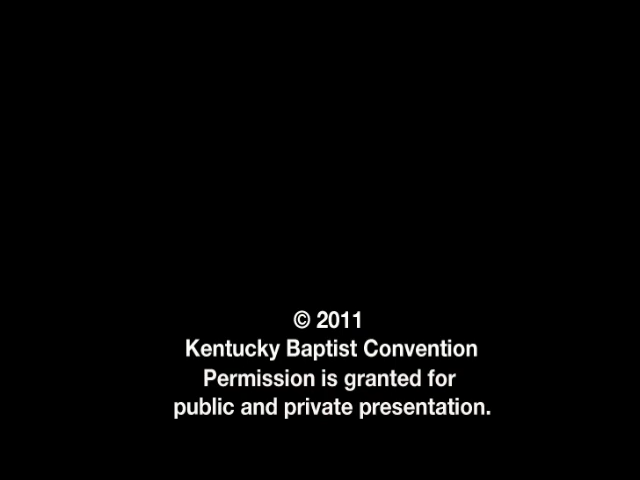 © 2011
Kentucky Baptist Convention
Permission is granted for
public and private presentation.